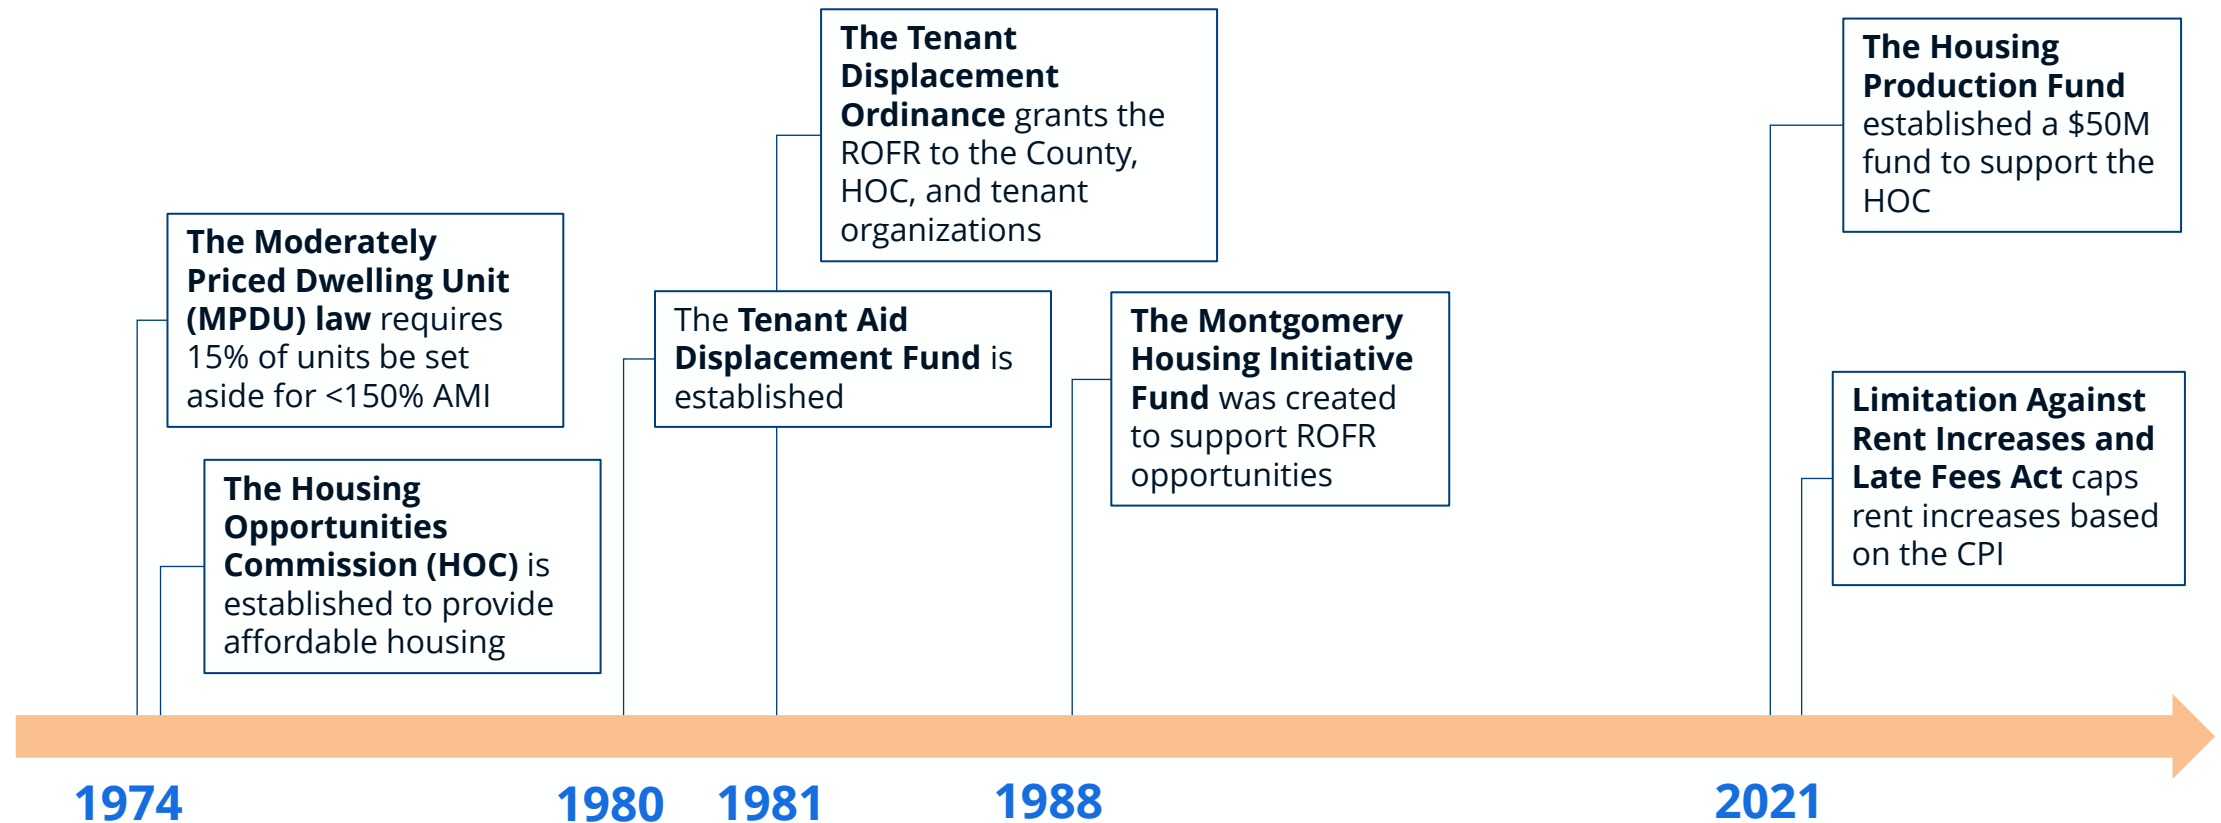 The Moderately
Priced Dwelling Unit
(MPDU) law requires
15% of units be set
aside for <150% AMI
The Housing
Opportunities
Commission (HOC) is
established to provide
affordable housing
The Tenant Aid
Displacement Fund is
established
The Tenant
Displacement
Ordinance grants the
ROFR to the County,
HOC, and tenant
organizations
The Montgomery
Housing Initiative
Fund was created
to support ROFR
opportunities
The Housing
Production Fund
established a $50M
fund to support the
HOC
Limitation Against
Rent Increases and
Late Fees Act caps
rent increases based
on the CPI
1974
1980
1981
1988
2021